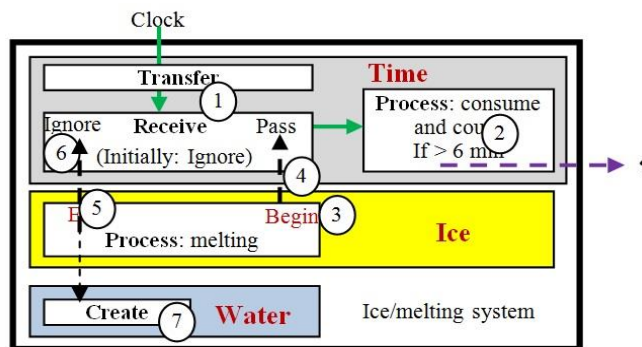 Clock
Transfer
Time
1
Ignore Receive Pass
(Initially: Ignore)
6
Process: consume
and
2
If > 6
4
5
Begin
3
Process: melting
Ice
Create
7
Water
Ice/melting system